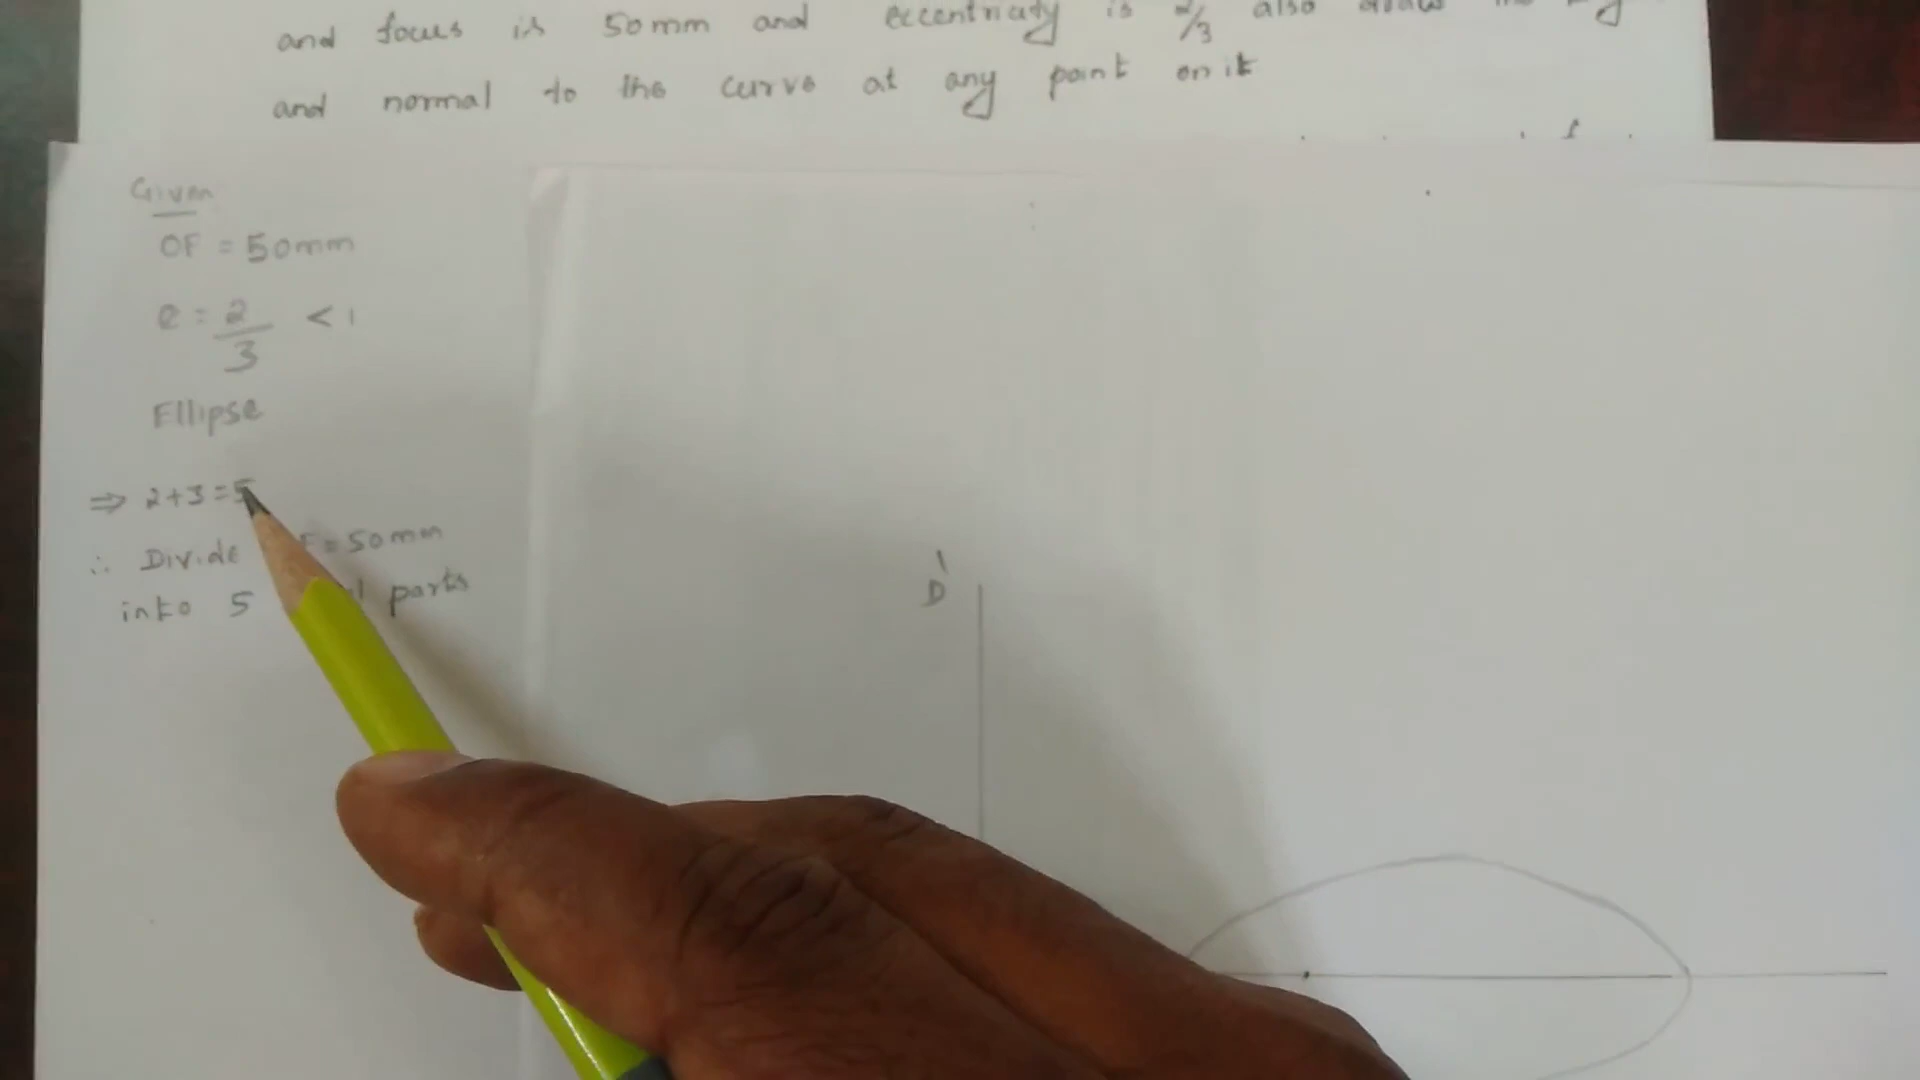 and focus is 50mm and eccentricity is 2/3 also
and normal to the curve at any point on it
Given
OF = 50mm
e = 2/3 < 1
Ellipse
⇒ 2+3=5
∴ Divide F = 50mm
into 5 parts
D'